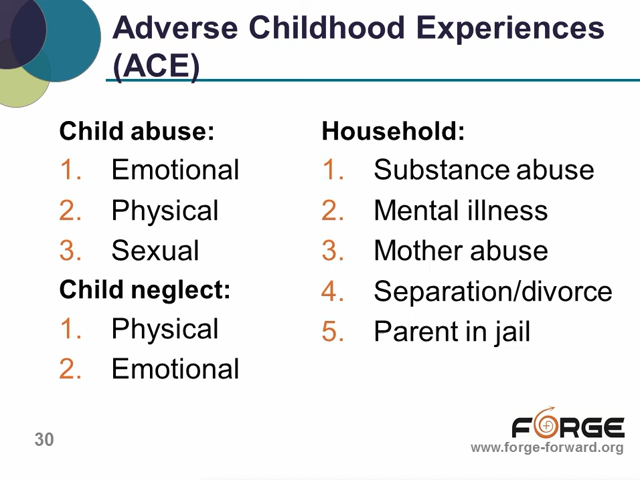 Adverse Childhood Experiences
(ACE)
Child abuse:
1. Emotional
2. Physical
3. Sexual
Child neglect:
1. Physical
2. Emotional
Household:
1. Substance abuse
2. Mental illness
3. Mother abuse
4. Separation/divorce
5. Parent in jail
30
FORGE
www.forge-forward.org